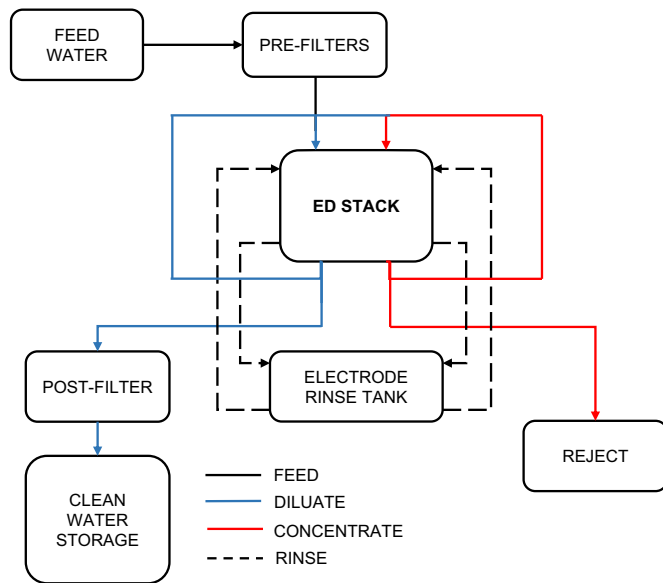 FEED
WATER
PRE-FILTERS
ED STACK
POST-FILTER
ELECTRODE
RINSE TANK
REJECT
CLEAN
WATER
STORAGE
FEED
DILUATE
CONCENTRATE
RINSE